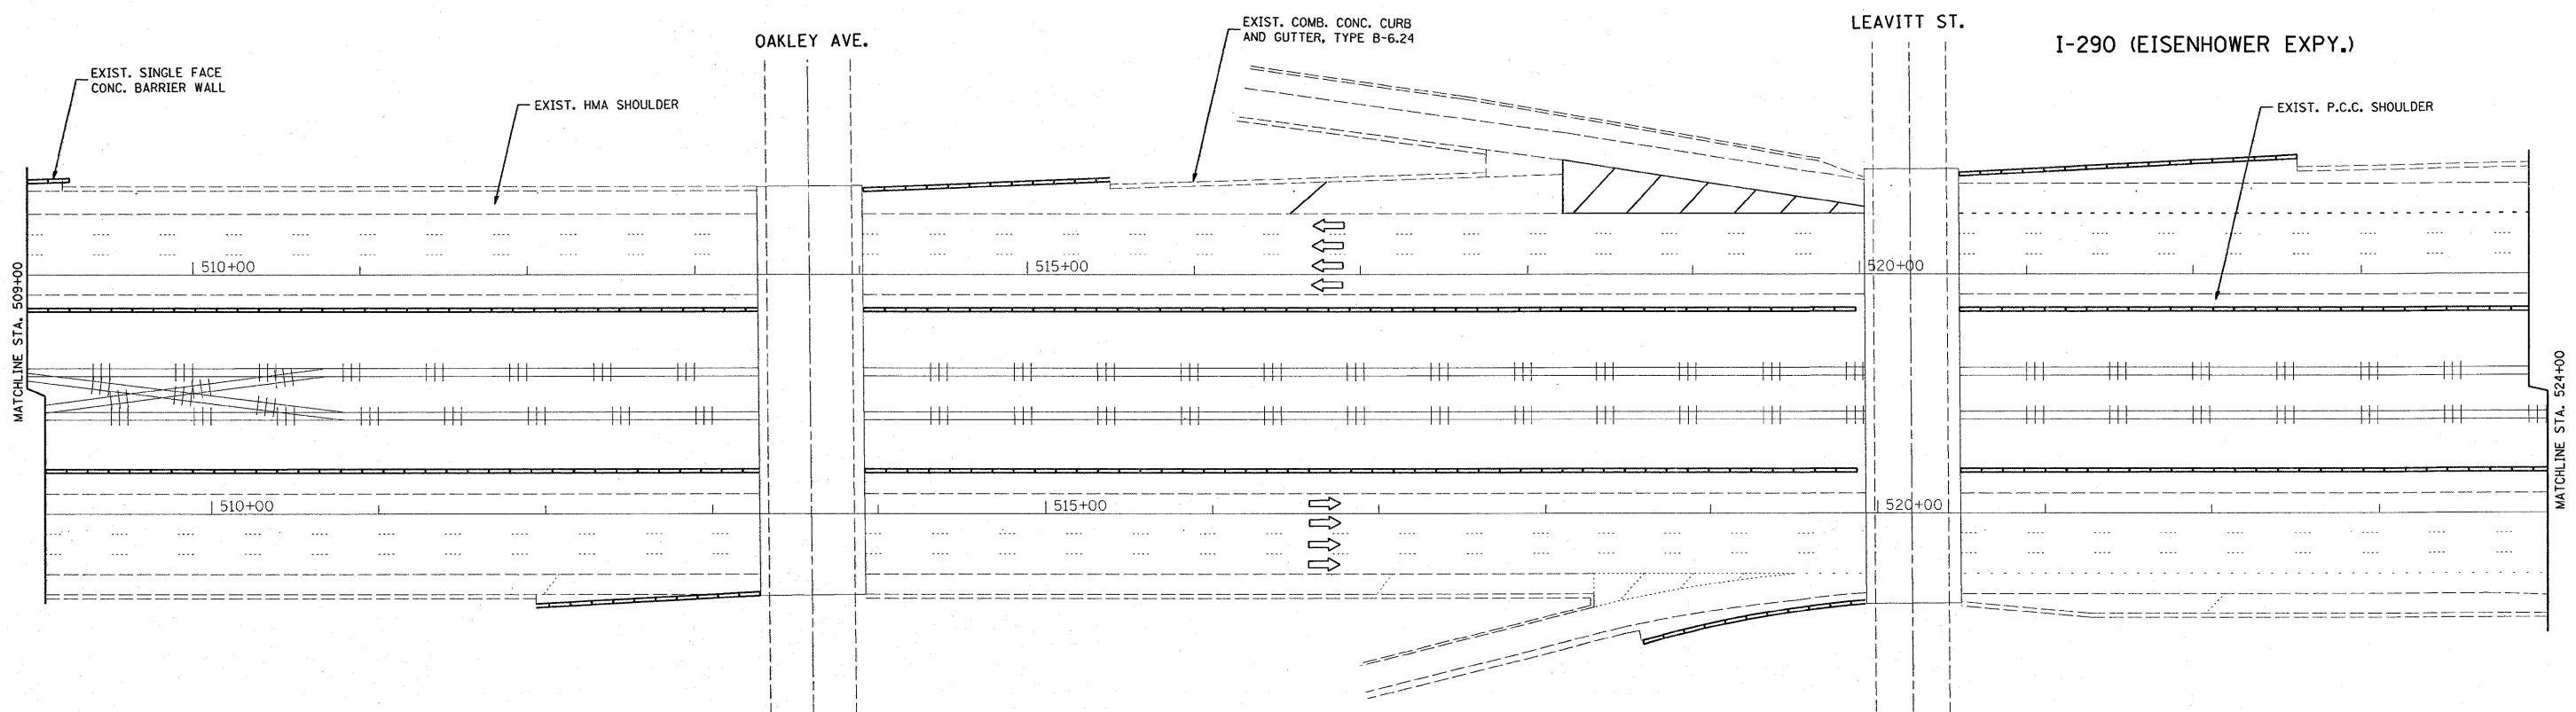 OAKLEY AVE.
EXIST. COMB. CONC. CURB
AND GUTTER, TYPE B-6.24
LEAVITT ST.
I-290 (EISENHOWER EXPY.)
EXIST. SINGLE FACE
CONC. BARRIER WALL
EXIST. HMA SHOULDER
EXIST. P.C.C. SHOULDER
510+00
515+00
520+00
MATCHLINE STA. 509+00
MATCHLINE STA. 524+00
510+00
515+00
520+00